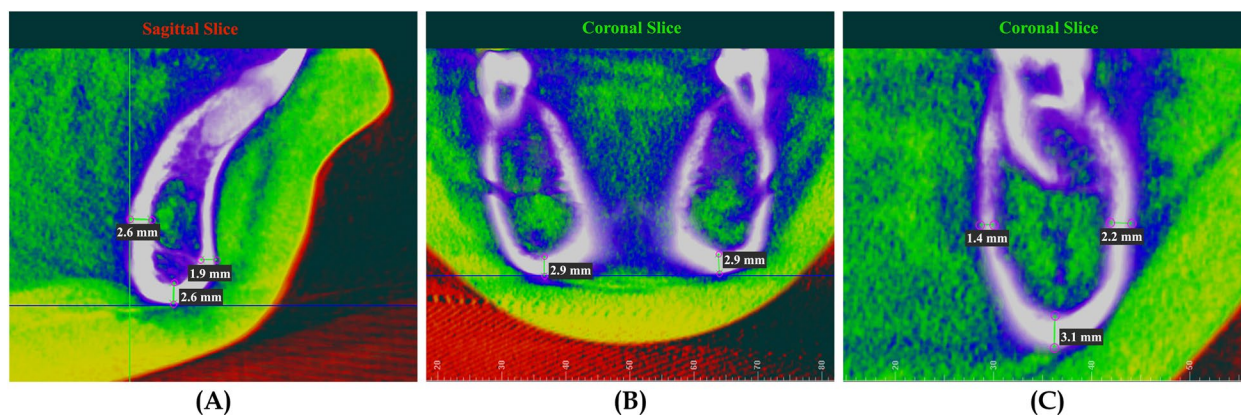 Sagittal Slice
2.6 mm
1.9 mm
2.6 mm
(A)
Coronal Slice
2.9 mm
2.9 mm
20 30 40 50 60 70 80
(B)
Coronal Slice
1.4 mm
2.2 mm
3.1 mm
30 40 50
(C)